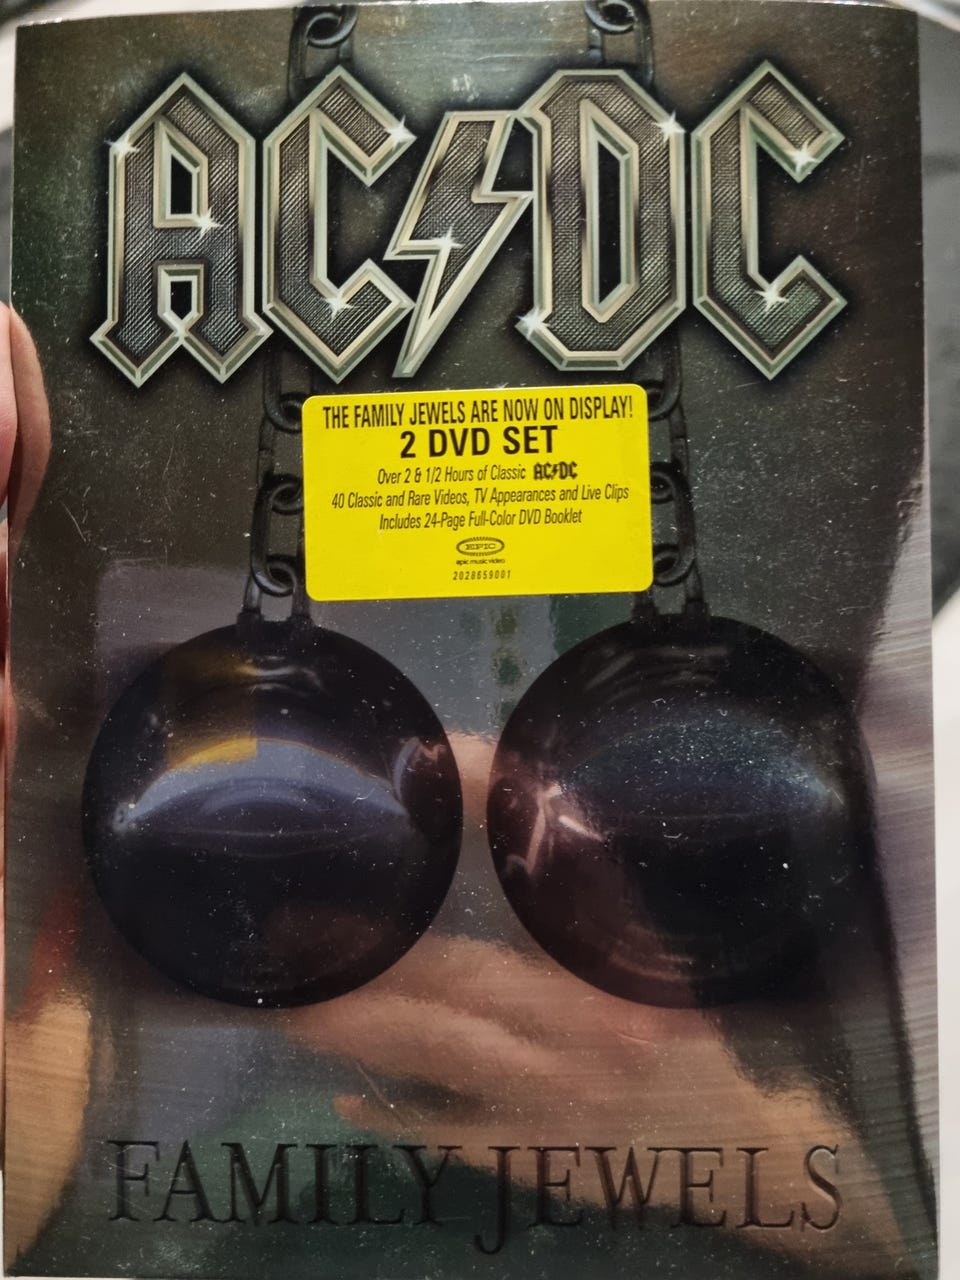 AC/DC
THE FAMILY JEWELS ARE NOW ON DISPLAY!
2 DVD SET
Over 2 & 1/2 Hours of Classic AC/DC
40 Classic and Rare Videos, TV Appearances and Live Clips
Includes 24-Page Full-Color DVD Booklet
EPIC
epic music video
2028659001
FAMILY JEWELS